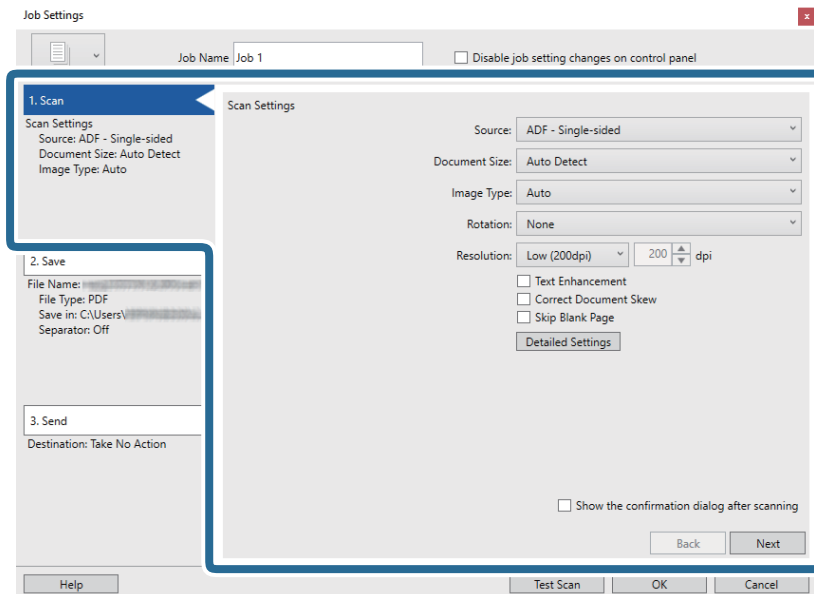 Job Settings
x
Job Name Job 1
Disable job setting changes on control panel
1. Scan
Scan Settings
Source: ADF - Single-sided
Document Size: Auto Detect
Image Type: Auto
2. Save
File Name:
File Type: PDF
Save in: C:\Users\
Separator: Off
3. Send
Destination: Take No Action
Scan Settings
Source: ADF - Single-sided
Document Size: Auto Detect
Image Type: Auto
Rotation: None
Resolution: Low (200dpi) 200 dpi
Text Enhancement
Correct Document Skew
Skip Blank Page
Detailed Settings
Show the confirmation dialog after scanning
Back Next
Help Test Scan OK Cancel